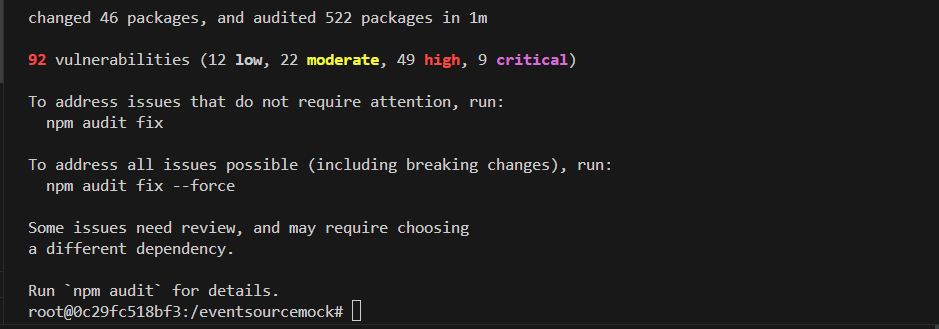 changed 46 packages, and audited 522 packages in 1m
92 vulnerabilities (12 low, 22 moderate, 49 high, 9 critical)
To address issues that do not require attention, run:
  npm audit fix
To address all issues possible (including breaking changes), run:
  npm audit fix --force
Some issues need review, and may require choosing
a different dependency.
Run `npm audit` for details.
root@0c29fc518bf3:/eventsourcemock#